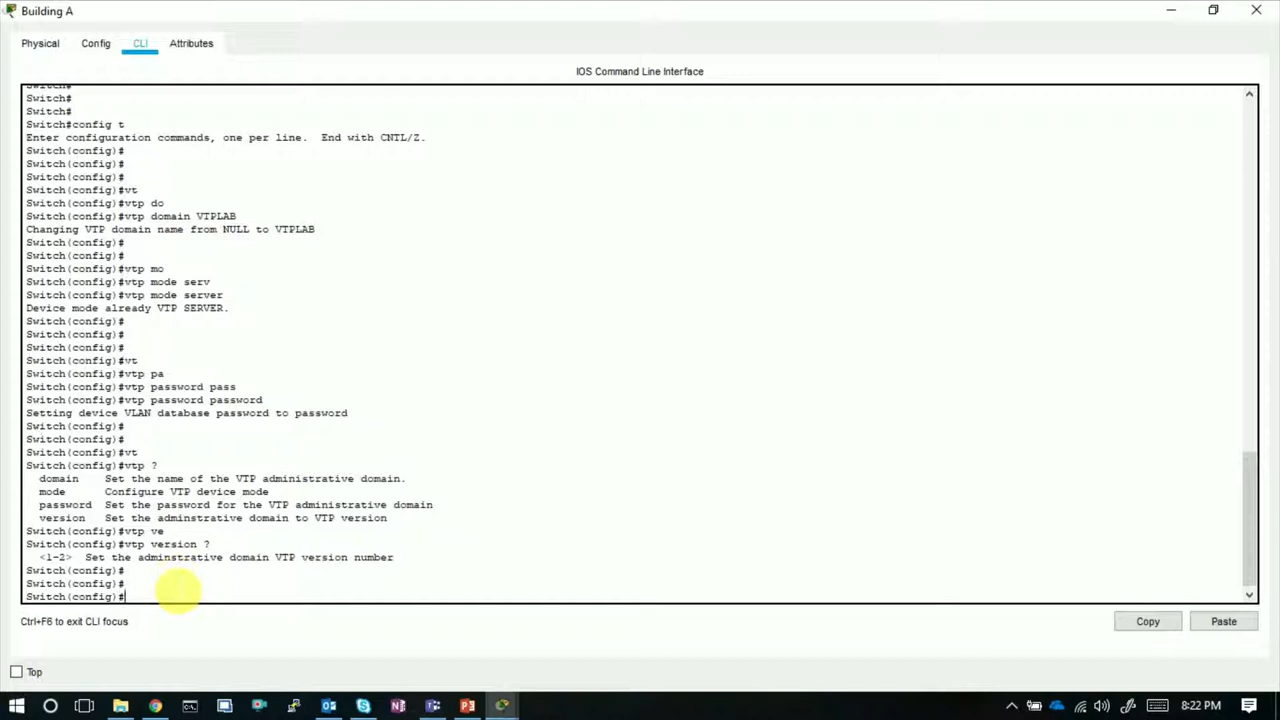 Building A
Physical Config CLI Attributes
IOS Command Line Interface
Switch#
Switch#
Switch#
Switch#config t
Enter configuration commands, one per line. End with CNTL/Z.
Switch(config)#
Switch(config)#
Switch(config)#
Switch(config)#vt
Switch(config)#vtp do
Switch(config)#vtp domain VTPLAB
Changing VTP domain name from NULL to VTPLAB
Switch(config)#
Switch(config)#
Switch(config)#vtp mo
Switch(config)#vtp mode serv
Switch(config)#vtp mode server
Device mode already VTP SERVER.
Switch(config)#
Switch(config)#
Switch(config)#
Switch(config)#vt
Switch(config)#vtp pa
Switch(config)#vtp password pass
Switch(config)#vtp password password
Setting device VLAN database password to password
Switch(config)#
Switch(config)#
Switch(config)#vt
Switch(config)#vtp ?
domain Set the name of the VTP administrative domain.
mode Configure VTP device mode
password Set the password for the VTP administrative domain
version Set the adminstrative domain to VTP version
Switch(config)#vtp ve
Switch(config)#vtp version ?
<1-2> Set the adminstrative domain VTP version number
Switch(config)#
Switch(config)#
Switch(config)#
Ctrl+F6 to exit CLI focus
Copy Paste
Top
8:22 PM